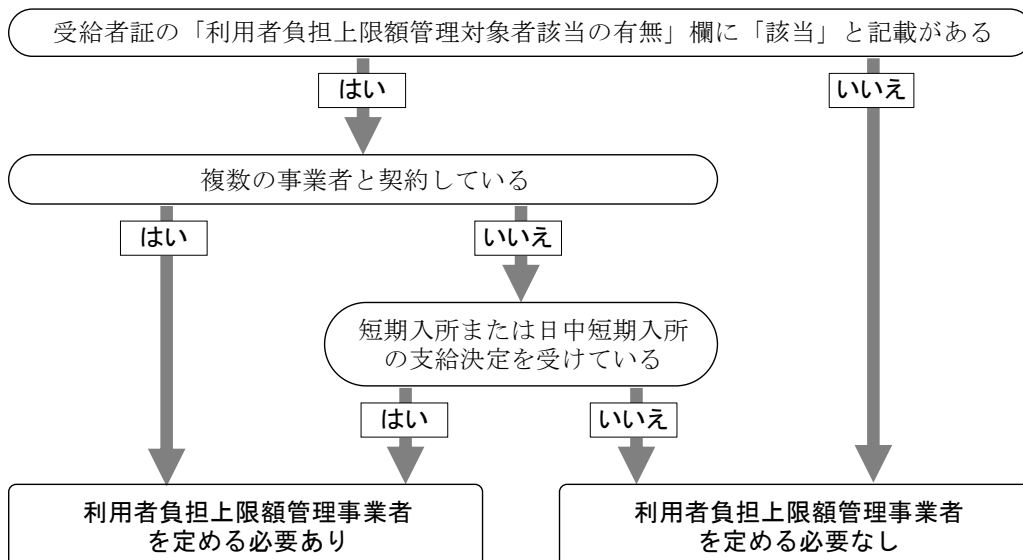 受給者証の「利用者負担上限額管理対象者該当の有無」欄に「該当」と記載がある
はい
いいえ
複数の事業者と契約している
はい
いいえ
短期入所または日中短期入所
の支給決定を受けている
はい
いいえ
利用者負担上限額管理事業者
を定める必要あり
利用者負担上限額管理事業者
を定める必要なし